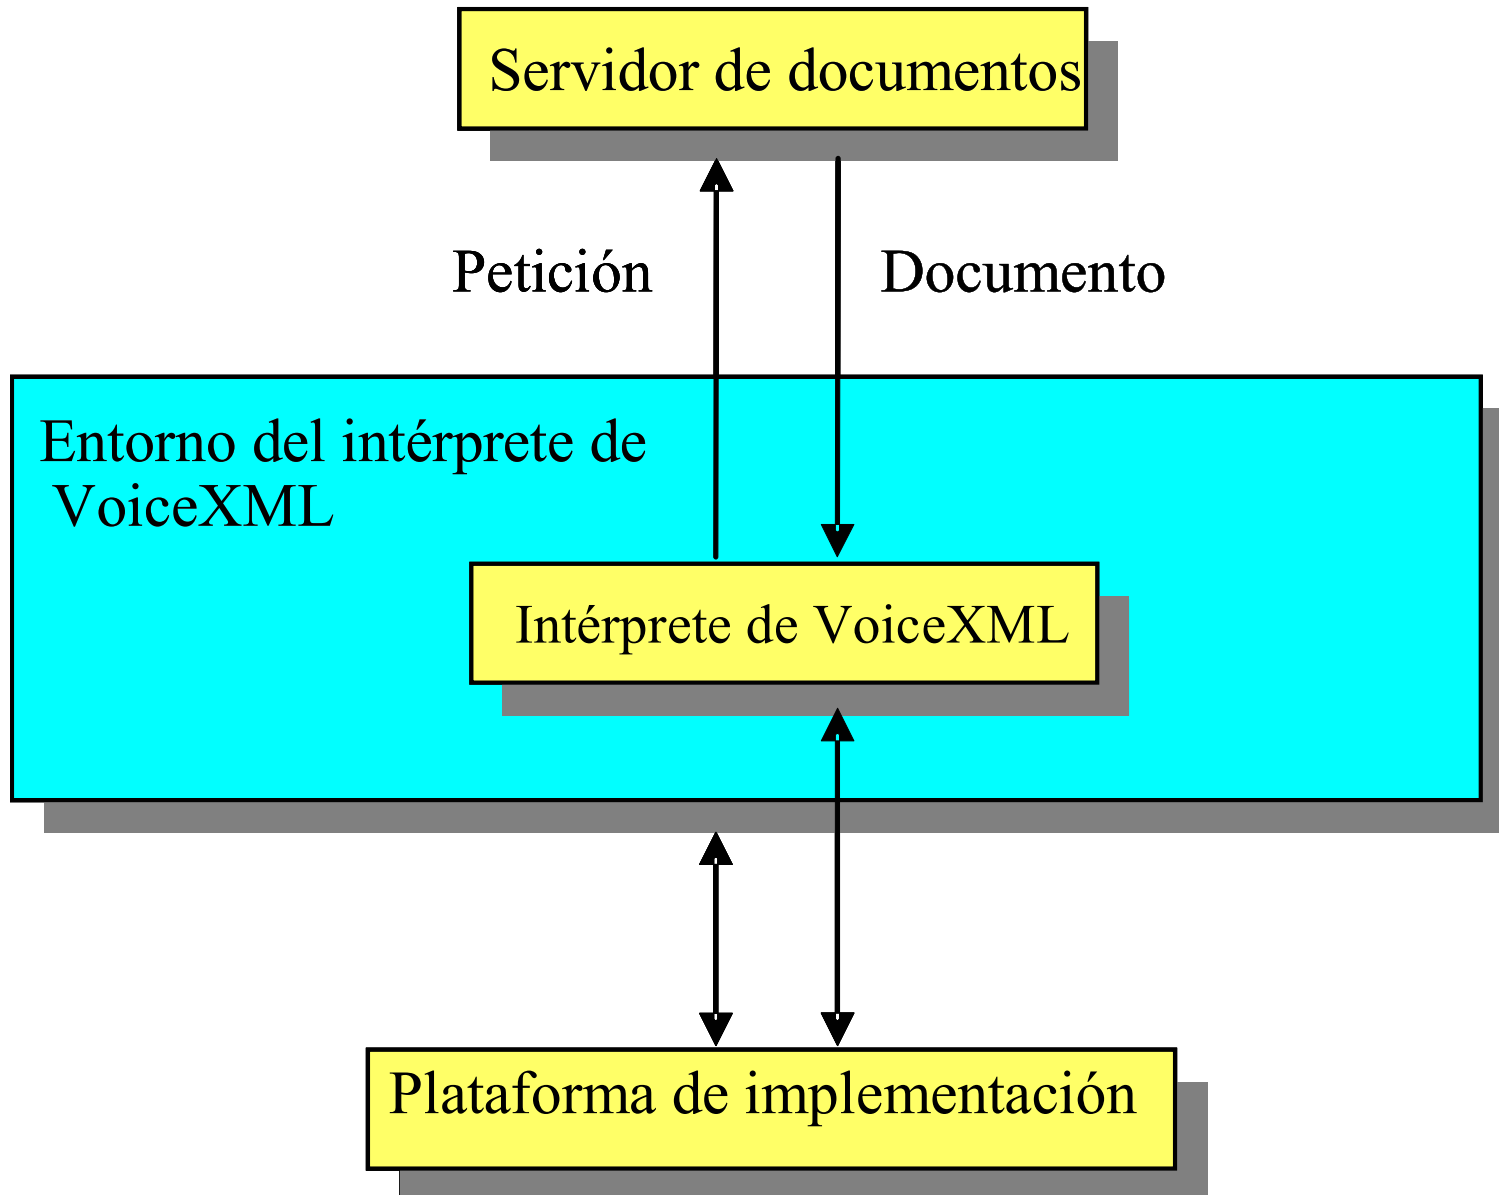 Servidor de documentos
Petición
Documento
Entorno del intérprete de
VoiceXML
Intérprete de VoiceXML
Plataforma de implementación